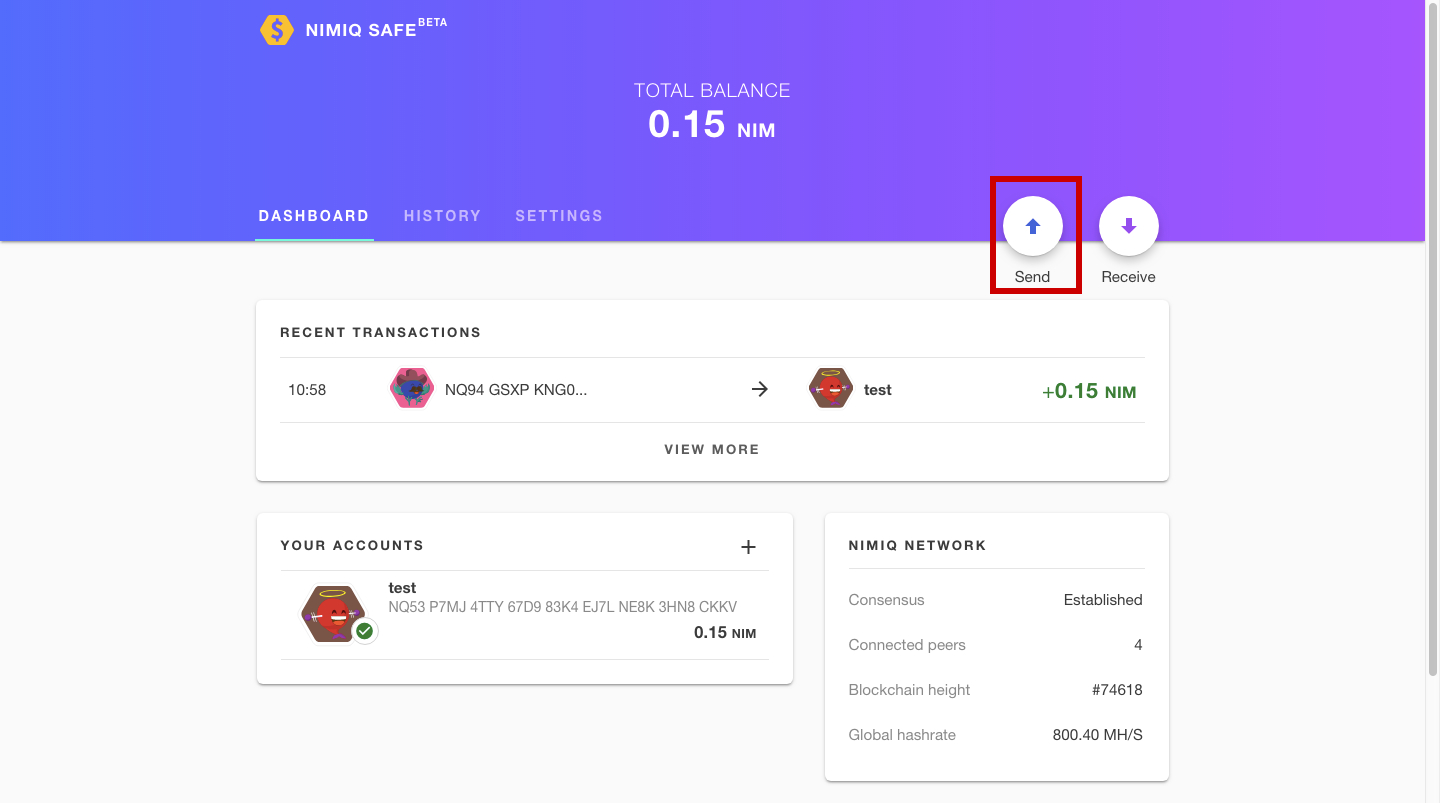 NIMIQ SAFE BETA
TOTAL BALANCE
0.15 NIM
DASHBOARD HISTORY SETTINGS
Send Receive
RECENT TRANSACTIONS
10:58 NQ94 GSXP KNG0... test +0.15 NIM
VIEW MORE
YOUR ACCOUNTS
test
NQ53 P7MJ 4TTY 67D9 83K4 EJ7L NE8K 3HN8 CKKV
0.15 NIM
NIMIQ NETWORK
Consensus Established
Connected peers 4
Blockchain height #74618
Global hashrate 800.40 MH/S